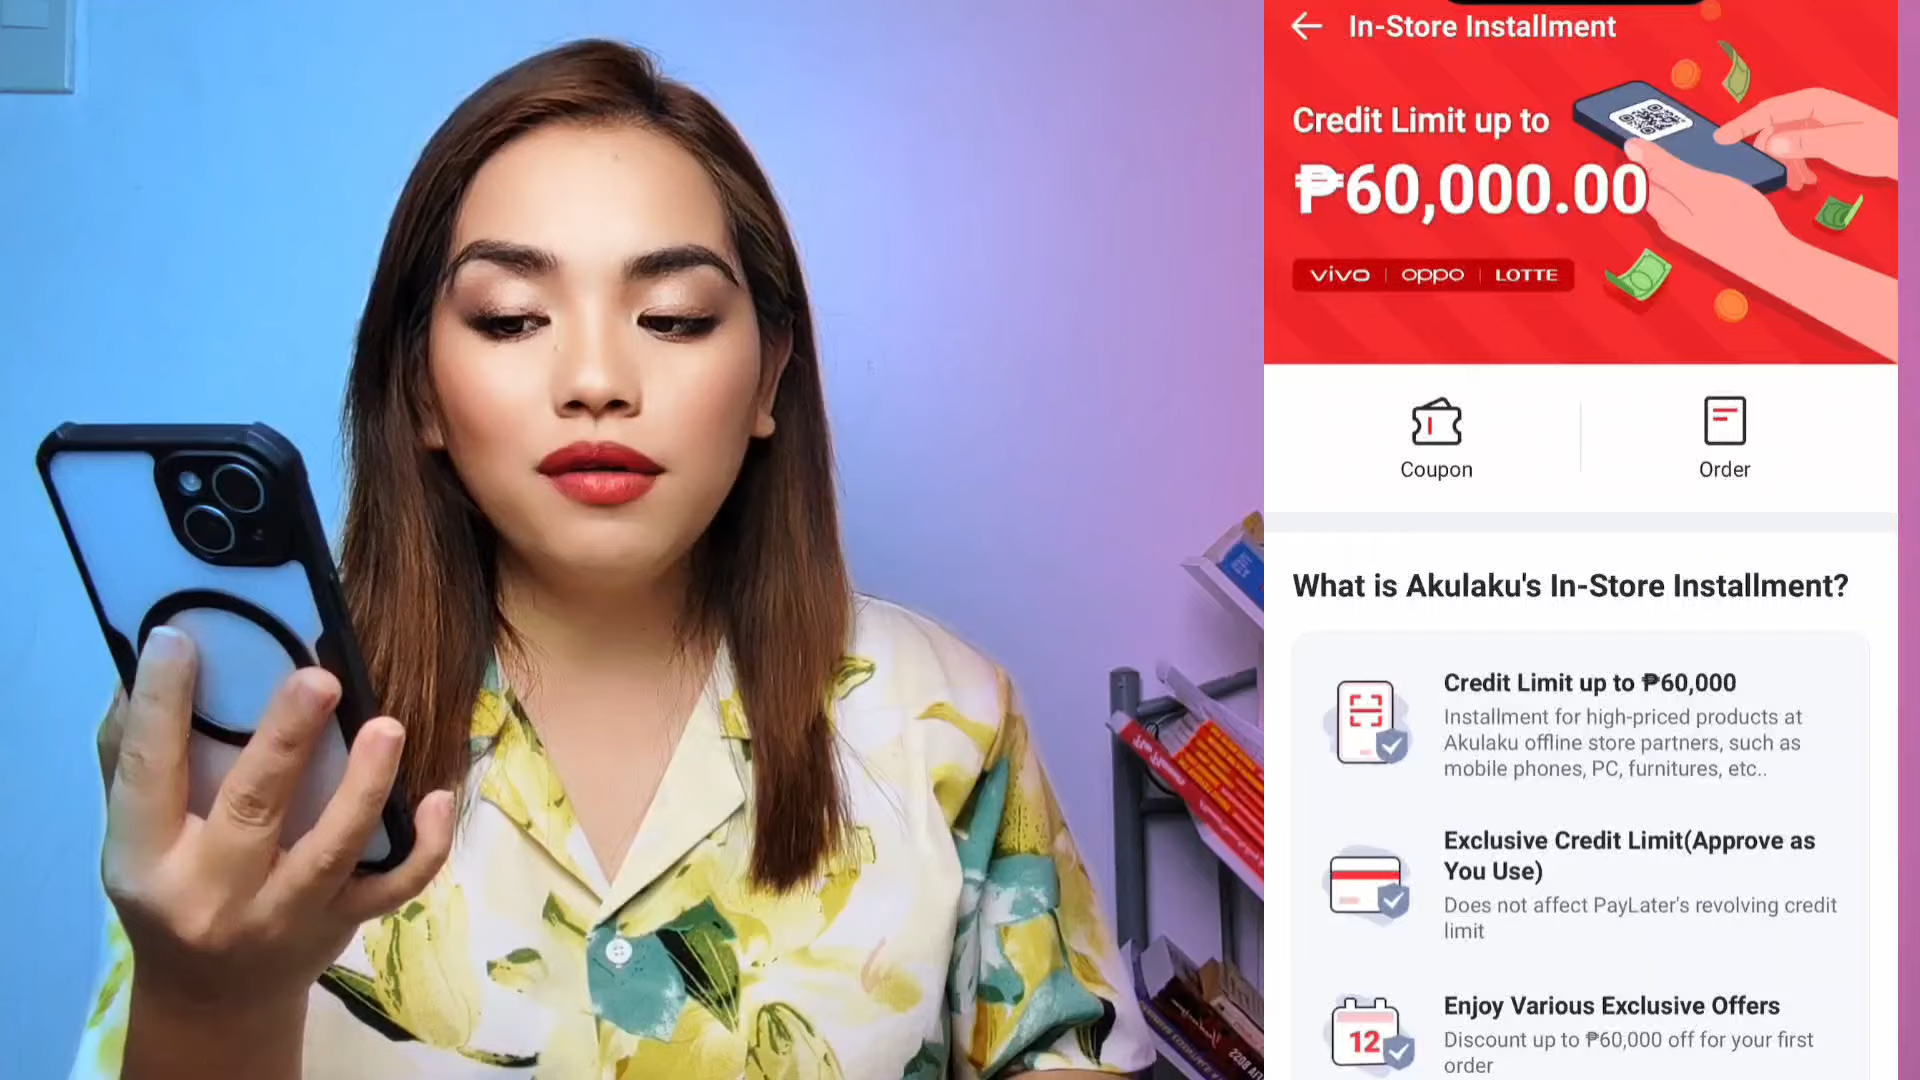 In-Store Installment
Credit Limit up to
₱60,000.00
vivo | oppo | LOTTE
Coupon
Order
What is Akulaku's In-Store Installment?
Credit Limit up to ₱60,000
Installment for high-priced products at
Akulaku offline store partners, such as
mobile phones, PC, furnitures, etc..
Exclusive Credit Limit(Approve as
You Use)
Does not affect PayLater's revolving credit
limit
12
Enjoy Various Exclusive Offers
Discount up to ₱60,000 off for your first
order